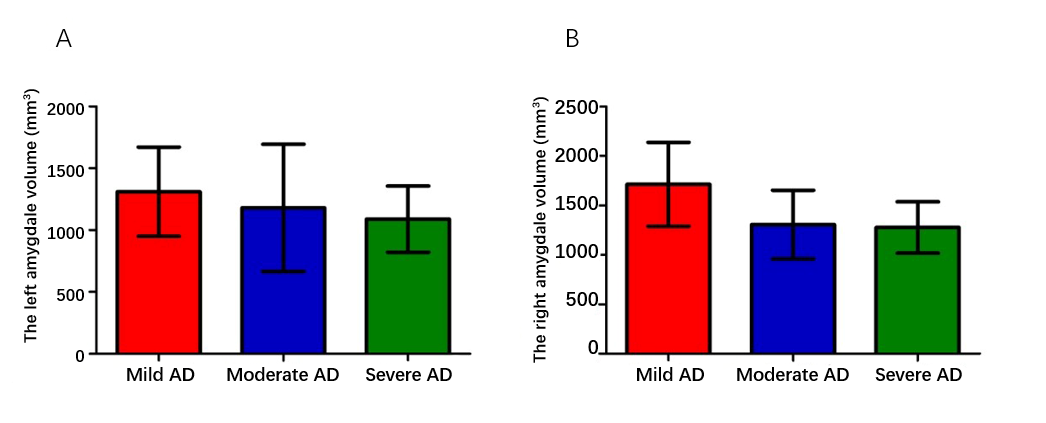 A
The left amygdale volume (mm³)
2000
1500
1000
500
0
Mild AD
Moderate AD
Severe AD
B
The right amygdale volume (mm³)
2500
2000
1500
1000
500
0
Mild AD
Moderate AD
Severe AD